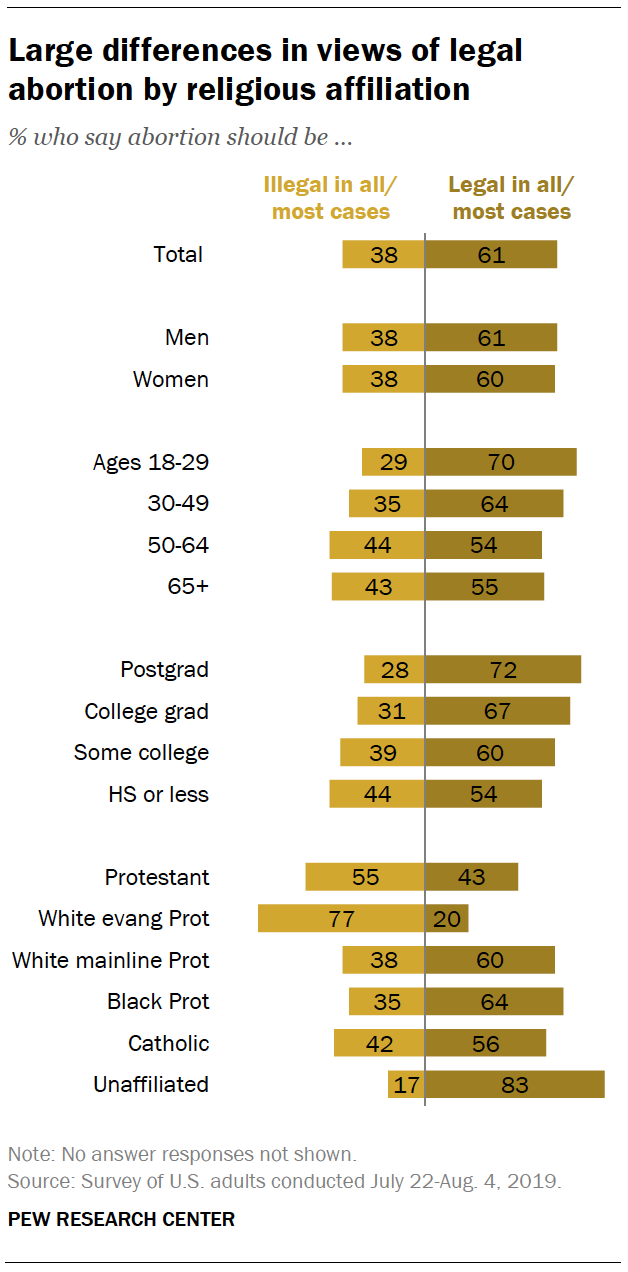 Large differences in views of legal
abortion by religious affiliation
% who say abortion should be ...
Illegal in all/ Legal in all/
most cases most cases
Total 38 61
Men 38 61
Women 38 60
Ages 18-29 29 70
30-49 35 64
50-64 44 54
65+ 43 55
Postgrad 28 72
College grad 31 67
Some college 39 60
HS or less 44 54
Protestant 55 43
White evang Prot 77 20
White mainline Prot 38 60
Black Prot 35 64
Catholic 42 56
Unaffiliated 17 83
Note: No answer responses not shown.
Source: Survey of U.S. adults conducted July 22-Aug. 4, 2019.
PEW RESEARCH CENTER